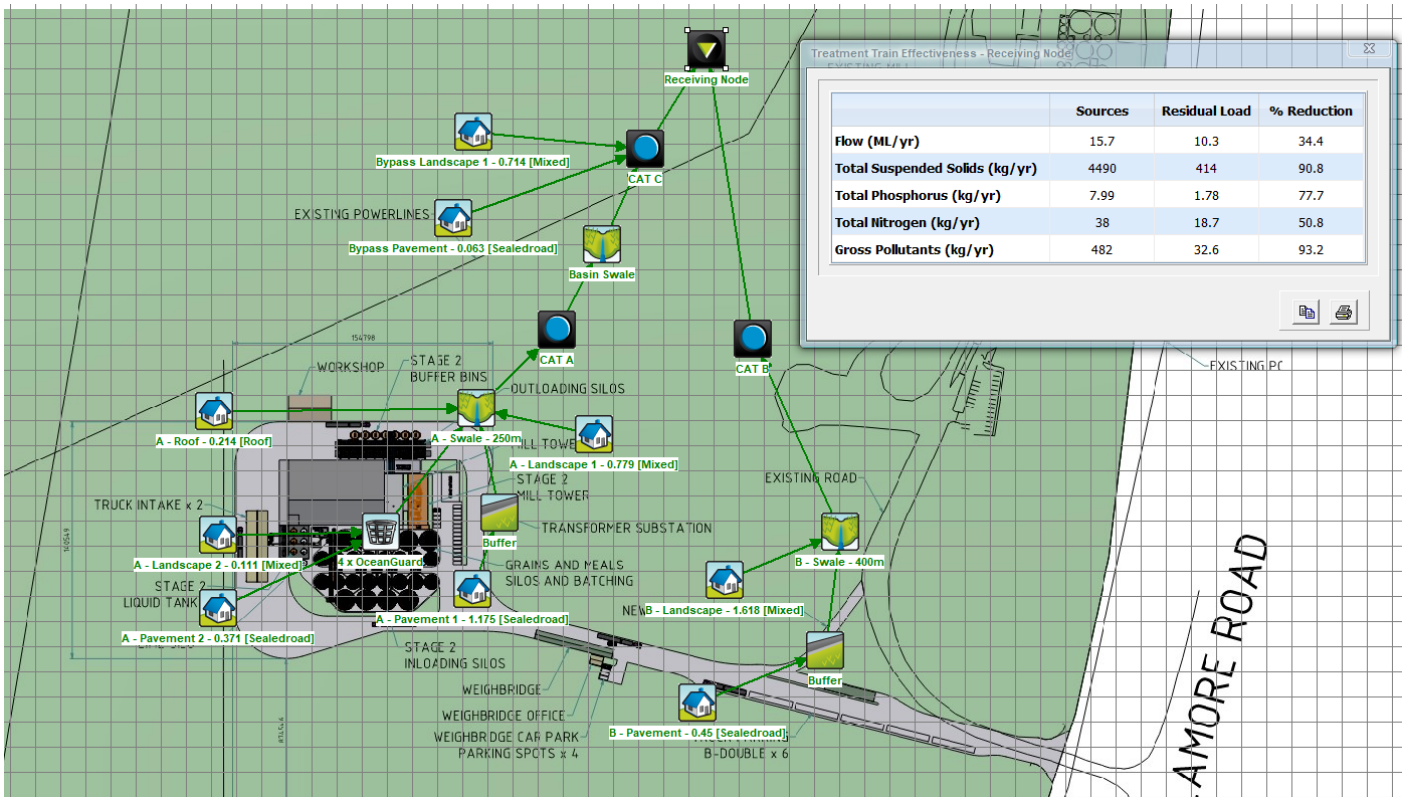 Treatment Train Effectiveness - Receiving Node
Sources Residual Load % Reduction
Flow (ML/yr) 15.7 10.3 34.4
Total Suspended Solids (kg/yr) 4490 414 90.8
Total Phosphorus (kg/yr) 7.99 1.78 77.7
Total Nitrogen (kg/yr) 38 18.7 50.8
Gross Pollutants (kg/yr) 482 32.6 93.2
Receiving Node
Bypass Landscape 1 - 0.714 [Mixed]
CAT C
EXISTING POWERLINES
Bypass Pavement - 0.063 [Sealedroad]
Basin Swale
154798
CAT A
CAT B
WORKSHOP
STAGE 2
BUFFER BINS
OUTLOADING SILOS
EXISTING
A - Roof - 0.214 [Roof]
A - Swale - 250m
MILL
A - Landscape 1 - 0.779 [Mixed]
STAGE 2
MILL TOWER
EXISTING ROAD
TRUCK INTAKE x 2
TRANSFORMER SUBSTATION
140549
Buffer
A - Landscape 2 - 0.111 [Mixed]
4 x OceanGuard
GRAINS AND MEALS
SILOS AND BATCHING
B - Swale - 400m
STAGE 2
LIQUID TANK
A - Pavement 1 - 1.175 [Sealedroad]
B - Landscape - 1.618 [Mixed]
A - Pavement 2 - 0.371 [Sealedroad]
STAGE 2
INLOADING SILOS
Buffer
WEIGHBRIDGE
WEIGHBRIDGE OFFICE
WEIGHBRIDGE CAR PARK
PARKING SPOTS x 4
B - Pavement - 0.45 [Sealedroad]
B-DOUBLE x 6
AMORE ROAD